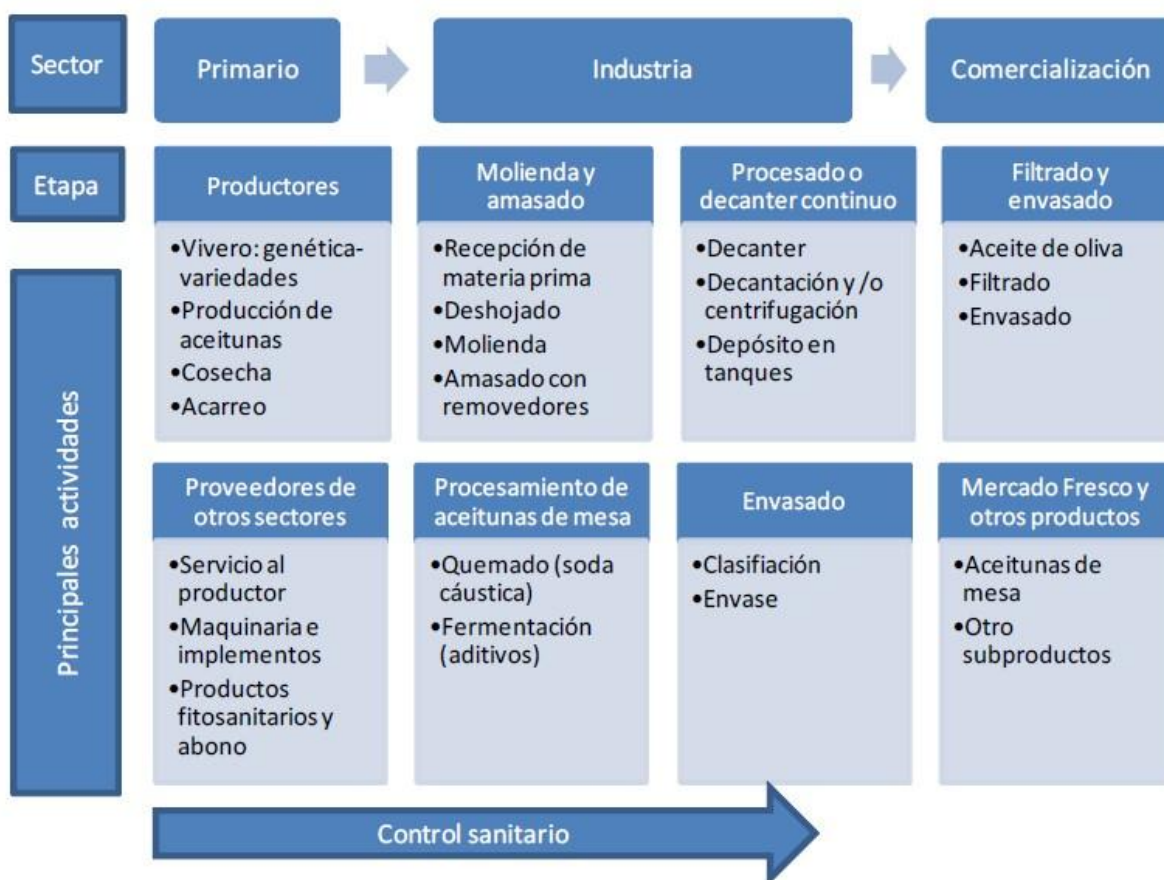 Sector
Primario
Industria
Comercialización
Etapa
Productores
Molienda y
amasado
Procesado o
decanter continuo
Filtrado y
envasado
Principales actividades
•Vivero: genética-
variedades
•Producción de
aceitunas
•Cosecha
•Acarreo
•Recepción de
materia prima
•Deshojado
•Molienda
•Amasado con
removedores
•Decanter
•Decantación y /o
centrifugación
•Depósito en
tanques
•Aceite de oliva
•Filtrado
•Envasado
Proveedores de
otros sectores
•Servicio al
productor
•Maquinaria e
implementos
•Productos
fitosanitarios y
abono
Procesamiento de
aceitunas de mesa
•Quemado (soda
cáustica)
•Fermentación
(aditivos)
Envasado
•Clasifiación
•Envase
Mercado Fresco y
otros productos
•Aceitunas de
mesa
•Otro
subproductos
Control sanitario